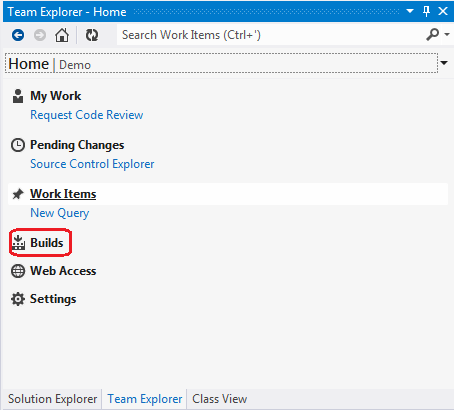 Team Explorer - Home
Search Work Items (Ctrl+')
Home | Demo
My Work
Request Code Review
Pending Changes
Source Control Explorer
Work Items
New Query
Builds
Web Access
Settings
Solution Explorer Team Explorer Class View